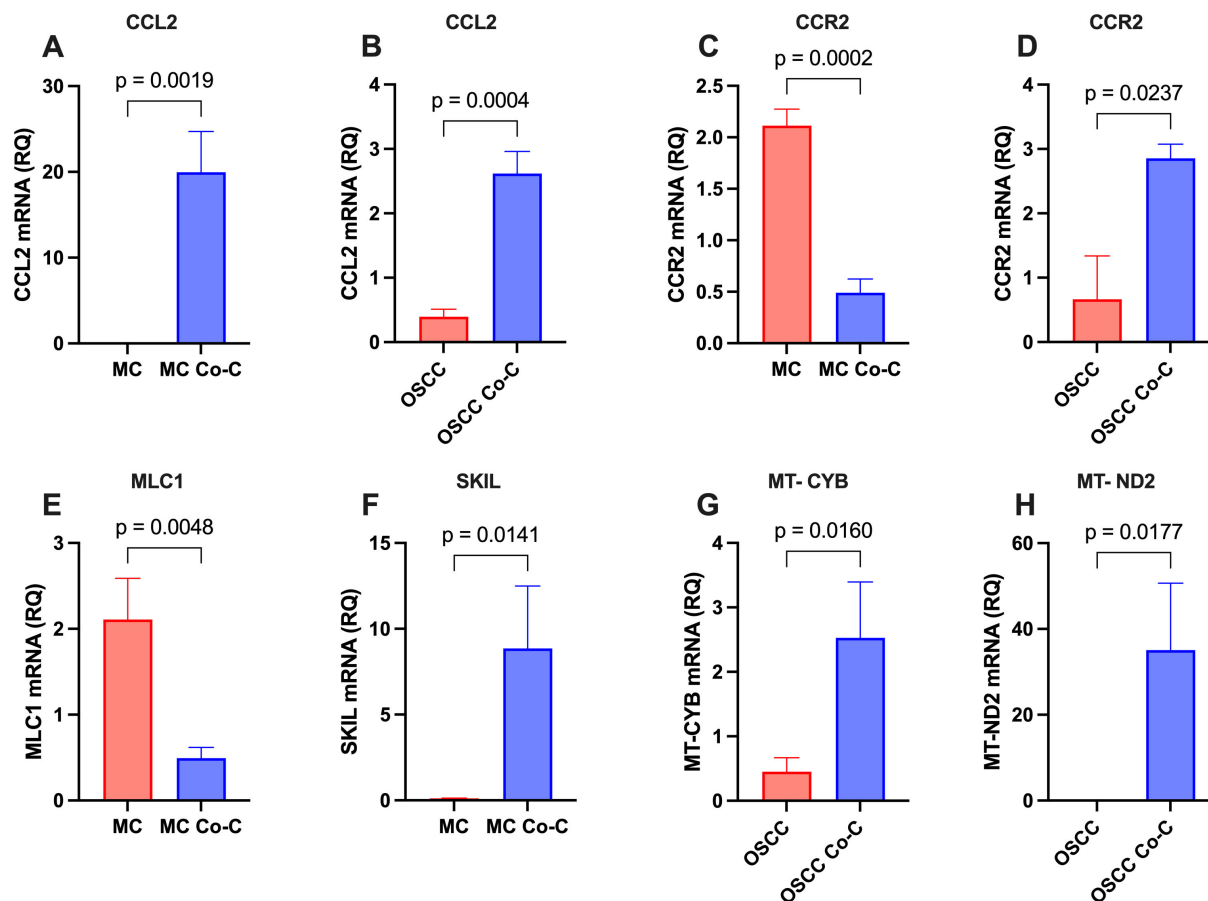 CCL2
A
p = 0.0019
CCL2 mRNA (RQ)
30
20
10
0
MC
MC Co-C
CCL2
B
p = 0.0004
CCL2 mRNA (RQ)
4
3
2
1
0
OSCC
OSCC Co-C
CCR2
C
p = 0.0002
CCR2 mRNA (RQ)
2.5
2.0
1.5
1.0
0.5
0.0
MC
MC Co-C
CCR2
D
p = 0.0237
CCR2 mRNA (RQ)
4
3
2
1
0
OSCC
OSCC Co-C
MLC1
E
p = 0.0048
MLC1 mRNA (RQ)
3
2
1
0
MC
MC Co-C
SKIL
F
p = 0.0141
SKIL mRNA (RQ)
15
10
5
0
MC
MC Co-C
MT- CYB
G
p = 0.0160
MT-CYB mRNA (RQ)
4
3
2
1
0
OSCC
OSCC Co-C
MT- ND2
H
p = 0.0177
MT-ND2 mRNA (RQ)
60
40
20
0
OSCC
OSCC Co-C